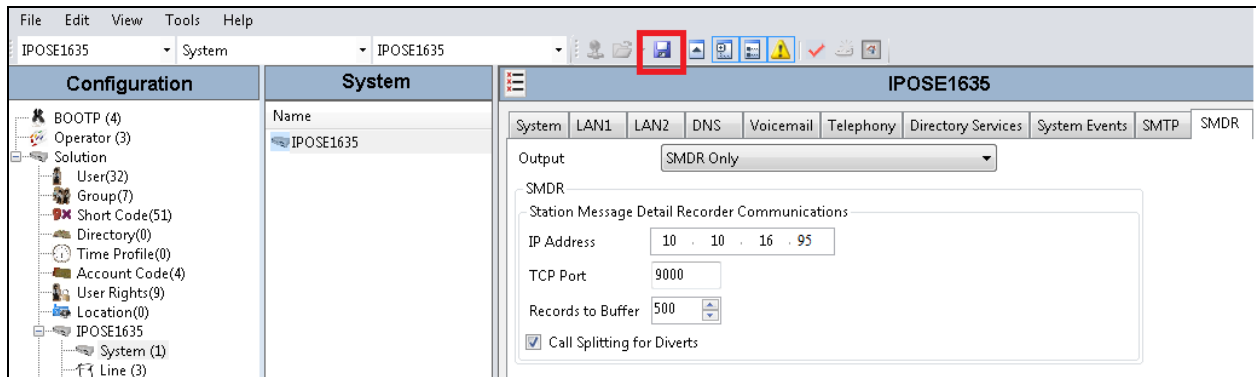 File Edit View Tools Help
IPOSE1635 System IPOSE1635
Configuration System IPOSE1635
BOOTP (4)
Operator (3)
Solution
User(32)
Group(7)
Short Code(51)
Directory(0)
Time Profile(0)
Account Code(4)
User Rights(9)
Location(0)
IPOSE1635
System (1)
Line (3)
Name
IPOSE1635
System LAN1 LAN2 DNS Voicemail Telephony Directory Services System Events SMTP SMDR
Output SMDR Only
SMDR
Station Message Detail Recorder Communications
IP Address 10 . 10 . 16 . 95
TCP Port 9000
Records to Buffer 500
Call Splitting for Diverts